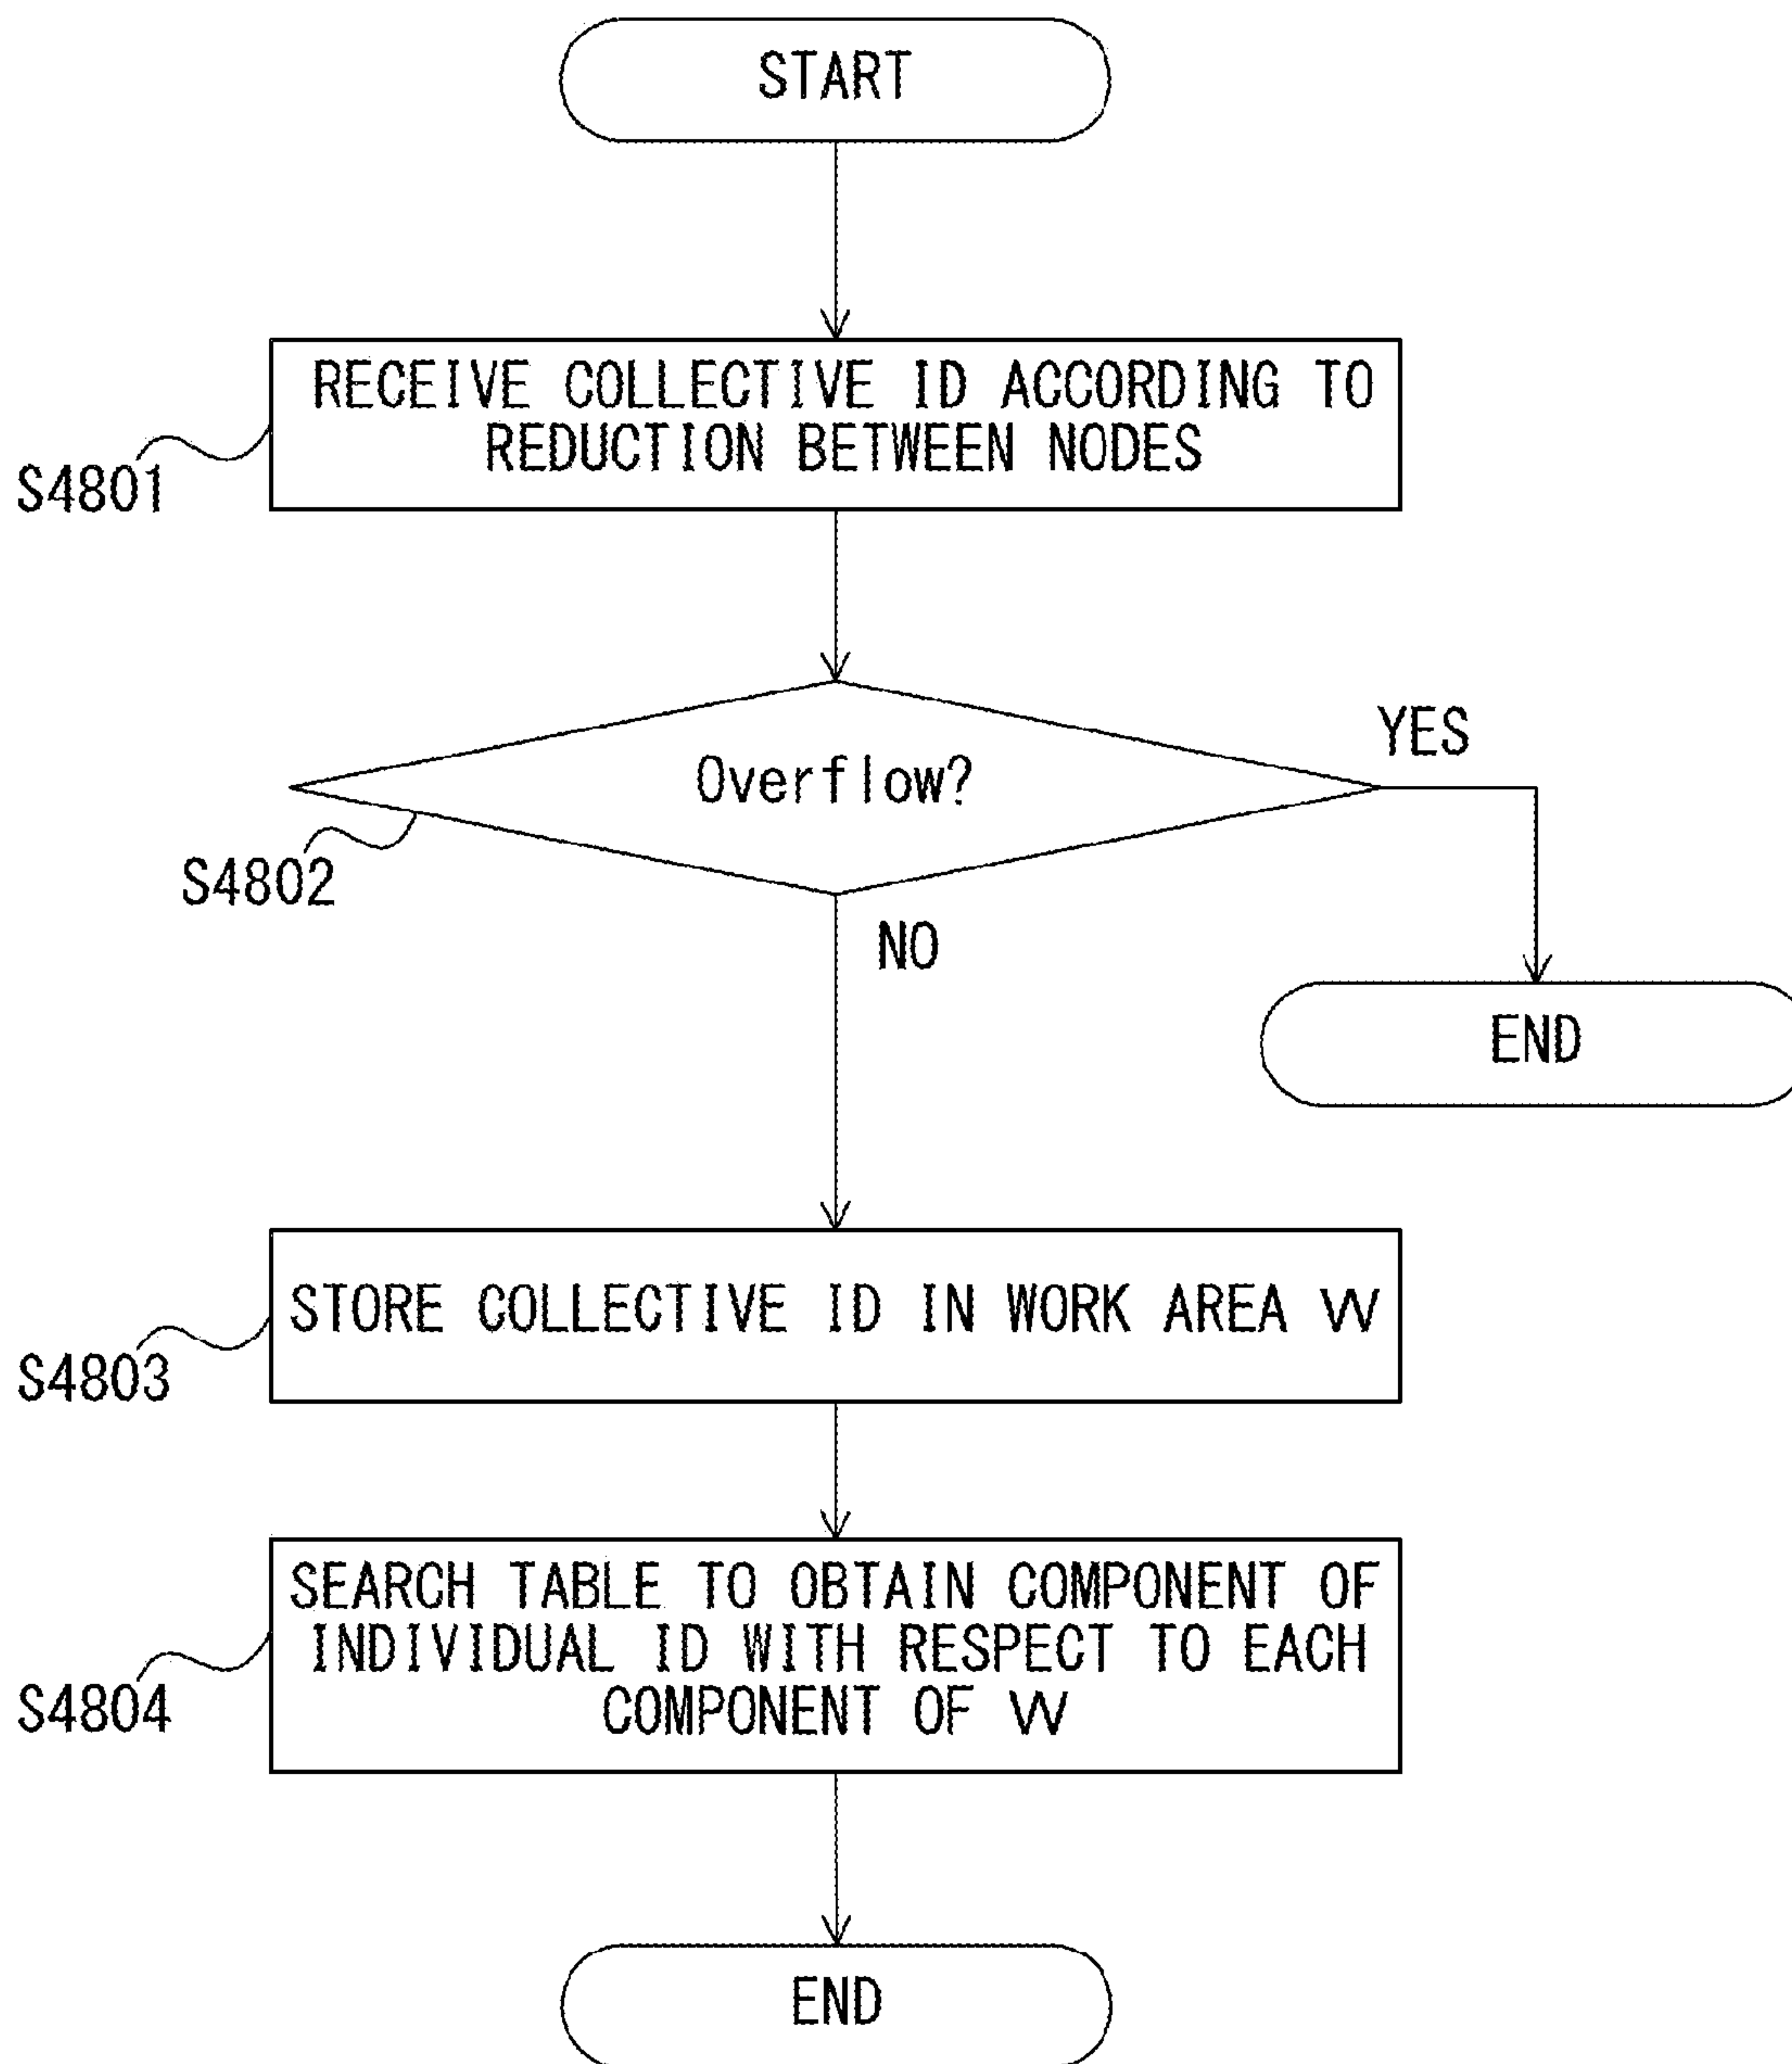 START
RECEIVE COLLECTIVE ID ACCORDING TO
REDUCTION BETWEEN NODES
S4801
Overflow?
YES
S4802
NO
END
STORE COLLECTIVE ID IN WORK AREA W
S4803
SEARCH TABLE TO OBTAIN COMPONENT OF
INDIVIDUAL ID WITH RESPECT TO EACH
COMPONENT OF W
S4804
END